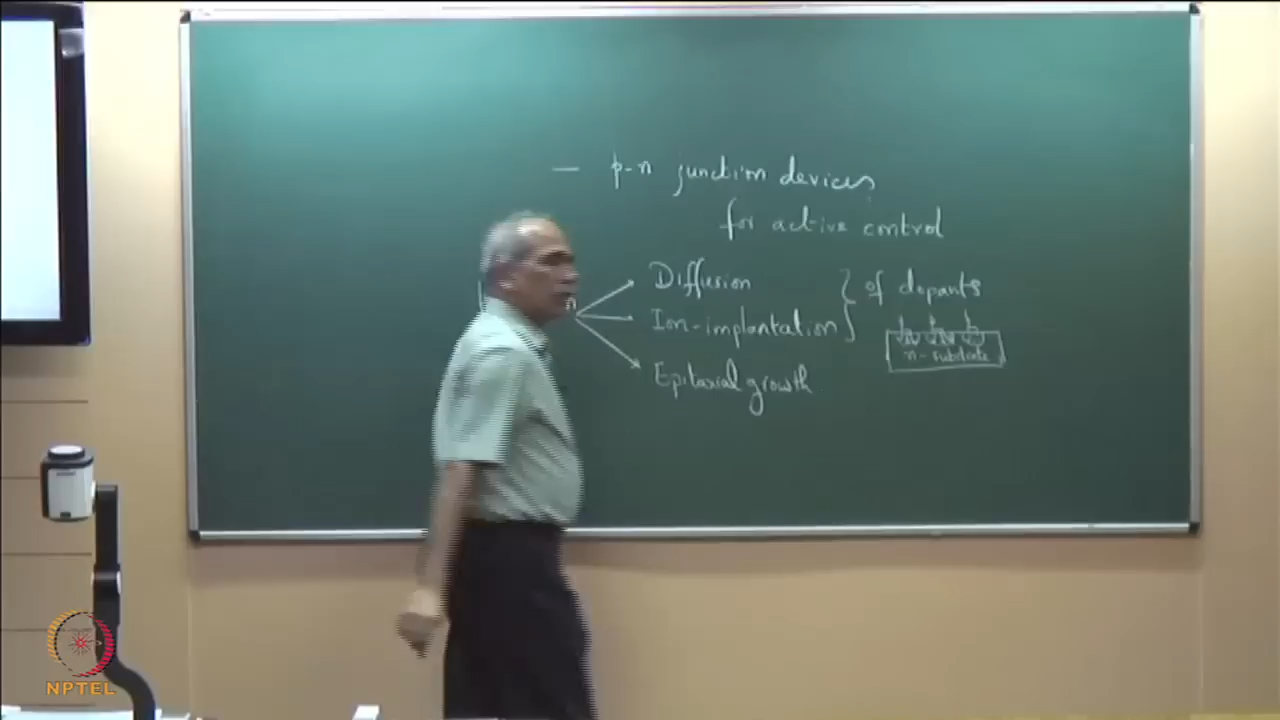 — p-n junction devices
for active control
Diffusion
Ion-implantation } of dopants
p p p
n-substrate
Epitaxial growth
NPTEL